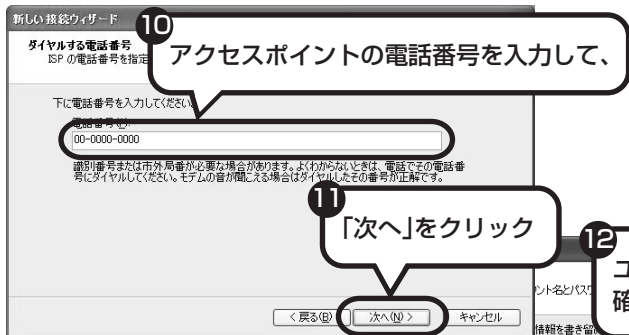 新しい接続ウィザード
10
アクセスポイントの電話番号を入力して、
ダイヤルする電話番号
ISP の電話番号を指定
下に電話番号を入力してください。
電話番号(P):
00-0000-0000
識別番号または市外局番が必要な場合があります。よくわからないときは、電話でその電話番
号にダイヤルしてください。モデムの音が聞こえる場合はダイヤルしたその番号が正解です。
11
「次へ」をクリック
12
ント名とパスワ
確
情報を書き留
< 戻る(B)
次へ(N) >
キャンセル